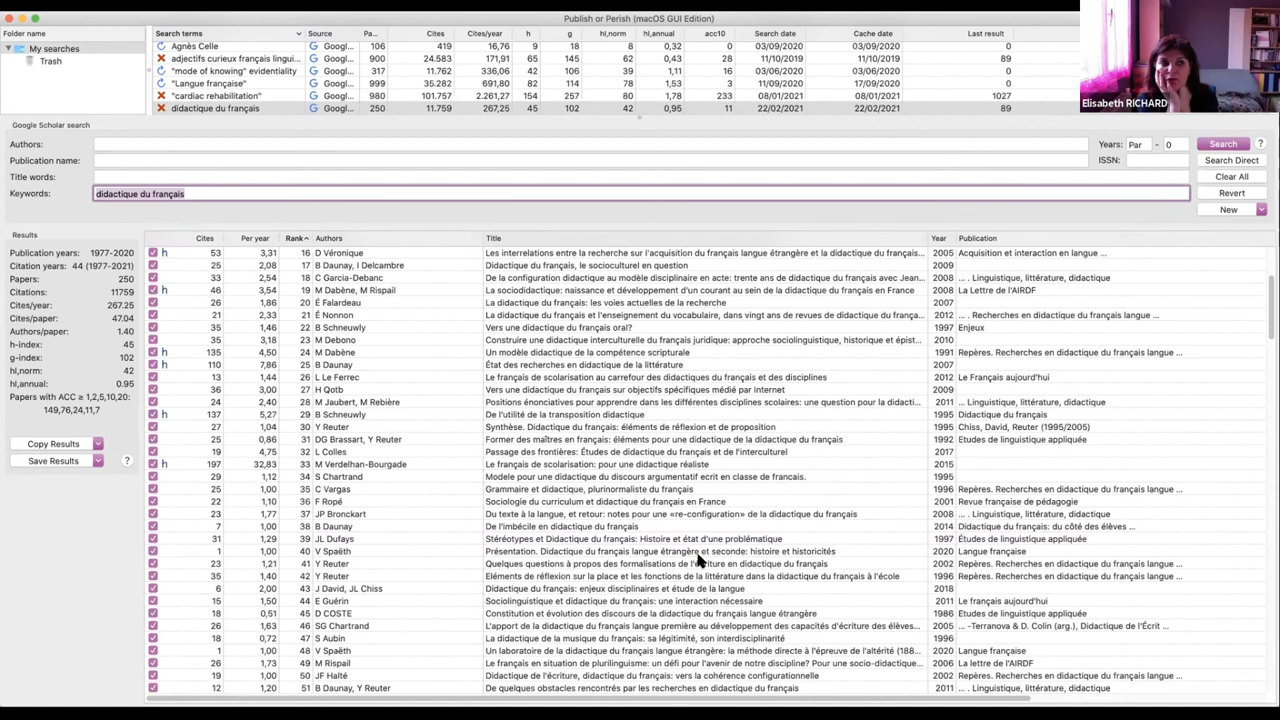 Publish or Perish (macOS GUI Edition)
Folder name
My searches
Trash
Search terms Source Pa... Cites Cites/year h g hI,norm hI,annual acc10 Search date Cache date Last result
Agnès Celle Googl... 106 419 16,76 9 18 8 0,32 0 03/09/2020 03/09/2020 0
adjectifs curieux français lingui... Googl... 900 24.583 171,91 65 145 62 0,43 28 11/10/2019 11/10/2019 89
"mode of knowing" evidentiality Googl... 317 11.762 336,06 42 106 39 1,11 16 03/06/2020 03/06/2020 0
"Langue française" Googl... 999 35.282 691,80 82 114 78 1,53 3 11/09/2020 17/09/2020 0
"cardiac rehabilitation" Googl... 980 101.757 2.261,27 154 257 80 1,78 233 08/01/2021 08/01/2021 1027
didactique du français Googl... 250 11.759 267,25 45 102 42 0,95 11 22/02/2021 22/02/2021 89
Elisabeth RICHARD
Google Scholar search
Authors: Years: Par - 0 Search ?
Publication name: ISSN: Search Direct
Title words: Clear All
Keywords: didactique du français Revert
New
Results
Publication years: 1977-2020
Citation years: 44 (1977-2021)
Papers: 250
Citations: 11759
Cites/year: 267.25
Cites/paper: 47.04
Authors/paper: 1.40
h-index: 45
g-index: 102
hI,norm: 42
hI,annual: 0.95
Papers with ACC ≥ 1,2,5,10,20:
149,76,24,11,7
Copy Results
Save Results ?
Cites Per year Rank Authors Title Year Publication
h 53 3,31 16 D Véronique Les interrelations entre la recherche sur l'acquisition du français langue étrangère et la didactique du français... 2005 Acquisition et interaction en langue ...
25 2,08 17 B Daunay, I Delcambre Didactique du français, le socioculturel en question 2009
33 2,54 18 C Garcia-Debanc De la configuration didactique au modèle disciplinaire en acte: trente ans de didactique du français avec Jean... 2008 ... . Linguistique, littérature, didactique
h 46 3,54 19 M Dabène, M Rispail La sociodidactique: naissance et développement d'un courant au sein de la didactique du français en France 2008 La Lettre de l'AIRDF
26 1,86 20 É Falardeau La didactique du français: les voies actuelles de la recherche 2007
21 2,33 21 É Nonnon La didactique du français et l'enseignement du vocabulaire, dans vingt ans de revues de didactique du frança... 2012 ... . Recherches en didactique du français langue ...
35 1,46 22 B Schneuwly Vers une didactique du français oral? 1997 Enjeux
35 3,18 23 M Debono Construire une didactique interculturelle du français juridique: approche sociolinguistique, historique et épist... 2010
h 135 4,50 24 M Dabène Un modèle didactique de la compétence scripturale 1991 Repères. Recherches en didactique du français langue ...
h 110 7,86 25 B Daunay État des recherches en didactique de la littérature 2007
13 1,44 26 L Le Ferrec Le français de scolarisation au carrefour des didactiques du français et des disciplines 2012 Le Français aujourd'hui
36 3,00 27 H Qotb Vers une didactique du français sur objectifs spécifiques médié par internet 2009
24 2,40 28 M Jaubert, M Rebière Positions énonciatives pour apprendre dans les différentes disciplines scolaires: une question pour la didacti... 2011 ... Linguistique, littérature, didactique
h 137 5,27 29 B Schneuwly De l'utilité de la transposition didactique 1995 Didactique du français
27 1,04 30 Y Reuter Synthèse. Didactique du français: éléments de réflexion et de proposition 1995 Chiss, David, Reuter (1995/2005)
25 0,86 31 DG Brassart, Y Reuter Former des maîtres en français: éléments pour une didactique de la didactique du français 1992 Etudes de linguistique appliquée
19 4,75 32 L Colles Passage des frontières: Études de didactique du français et de l'interculturel 2017
h 197 32,83 33 M Verdelhan-Bourgade Le français de scolarisation: pour une didactique réaliste 2015
29 1,12 34 S Chartrand Modele pour une didactique du discours argumentatif ecrit en classe de francais. 1995
25 1,00 35 C Vargas Grammaire et didactique, plurinormaliste du français 1996 Repères. Recherches en didactique du français langue ...
22 1,10 36 F Ropé Sociologie du curriculum et didactique du français en France 2001 Revue française de pédagogie
23 1,77 37 JP Bronckart Du texte à la langue, et retour: notes pour une «re-configuration» de la didactique du français 2008 ... . Linguistique, littérature, didactique
7 1,00 38 B Daunay De l'imbécile en didactique du français 2014 Didactique du français: du côté des élèves ...
31 1,29 39 JL Dufays Stéréotypes et Didactique du français: Histoire et état d'une problématique 1997 Études de linguistique appliquée
1 1,00 40 V Spaëth Présentation. Didactique du français langue étrangère et seconde: histoire et historicités 2020 Langue française
23 1,21 41 Y Reuter Quelques questions à propos des formalisations de l'écriture en didactique du français 2002 Repères. Recherches en didactique du français langue ...
35 1,40 42 Y Reuter Eléments de réflexion sur la place et les fonctions de la littérature dans la didactique du français à l'école 1996 Repères. Recherches en didactique du français langue ...
6 2,00 43 J David, JL Chiss Didactique du français: enjeux disciplinaires et étude de la langue 2018
15 1,50 44 E Guérin Sociolinguistique et didactique du français: une interaction nécessaire 2011 Le français aujourd'hui
18 0,51 45 D COSTE Constitution et évolution des discours de la didactique du français langue étrangère 1986 Etudes de linguistique appliquée
26 1,63 46 SG Chartrand L'apport de la didactique du français langue première au développement des capacités d'écriture des élèves... 2005 ... -Terranova & D. Colin (arg.), Didactique de l'Écrit ...
18 0,72 47 S Aubin La didactique de la musique du français: sa légitimité, son interdisciplinarité 1996
1 1,00 48 V Spaëth Un laboratoire de la didactique du français langue étrangère: la méthode directe à l'épreuve de l'altérité (188... 2020 Langue française
26 1,73 49 M Rispail Le français en situation de plurilinguisme: un défi pour l'avenir de notre discipline? Pour une socio-didactique... 2006 La lettre de l'AIRDF
19 1,00 50 JF Halté Didactique de l'écriture, didactique du français: vers la cohérence configurationnelle 2002 Repères. Recherches en didactique du français langue ...
12 1,20 51 B Daunay, Y Reuter De quelques obstacles rencontrés par les recherches en didactique du français 2011 ... . Linguistique, littérature, didactique